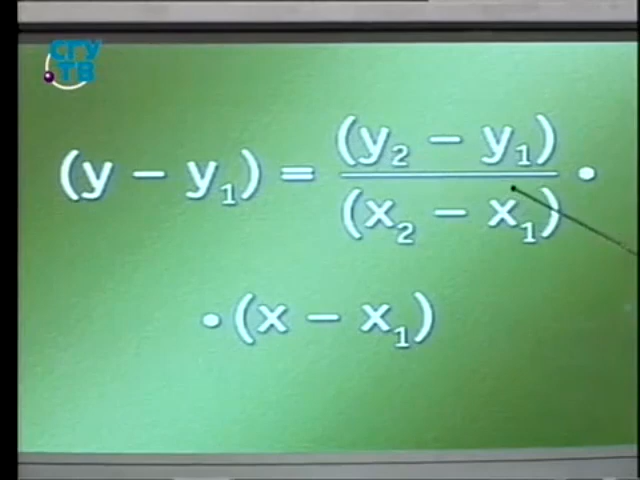 СГУ
ТВ
(y − y₁) = (y₂ − y₁) / (x₂ − x₁) ·
· (x − x₁)